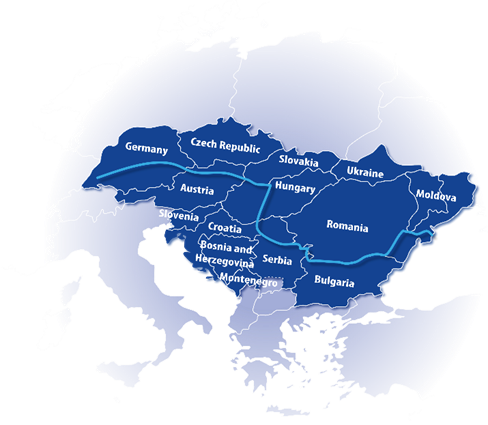 Germany
Czech Republic
Slovakia
Ukraine
Austria
Hungary
Moldova
Slovenia
Croatia
Romania
Bosnia and
Herzegovina
Serbia
Montenegro
Bulgaria